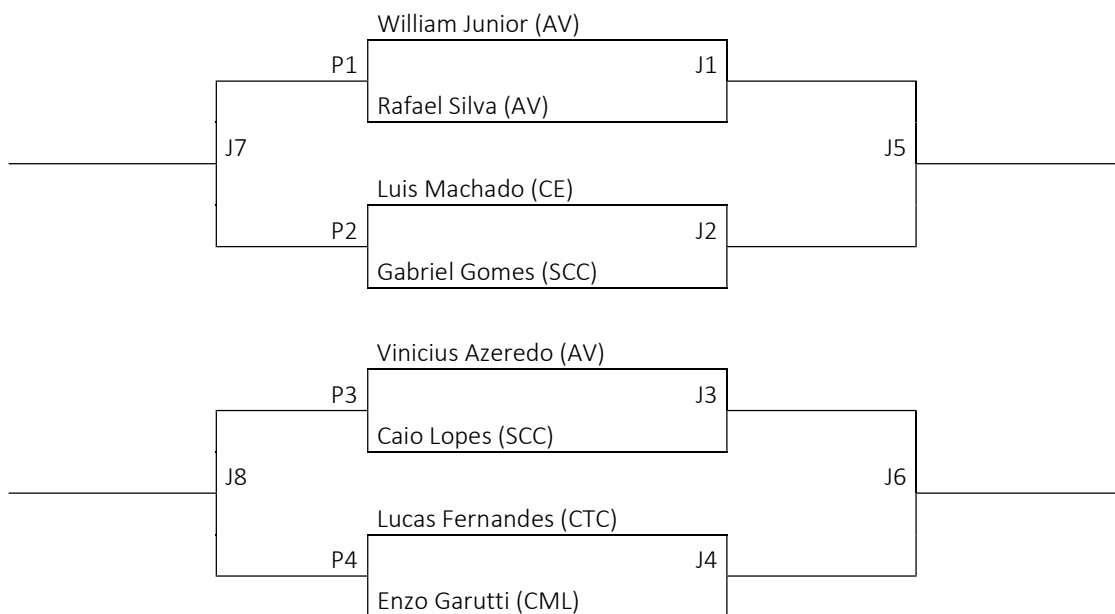 William Junior (AV)
P1 J1
Rafael Silva (AV)
J7 J5
Luis Machado (CE)
P2 J2
Gabriel Gomes (SCC)
Vinicius Azeredo (AV)
P3 J3
Caio Lopes (SCC)
J8 J6
Lucas Fernandes (CTC)
P4 J4
Enzo Garutti (CML)